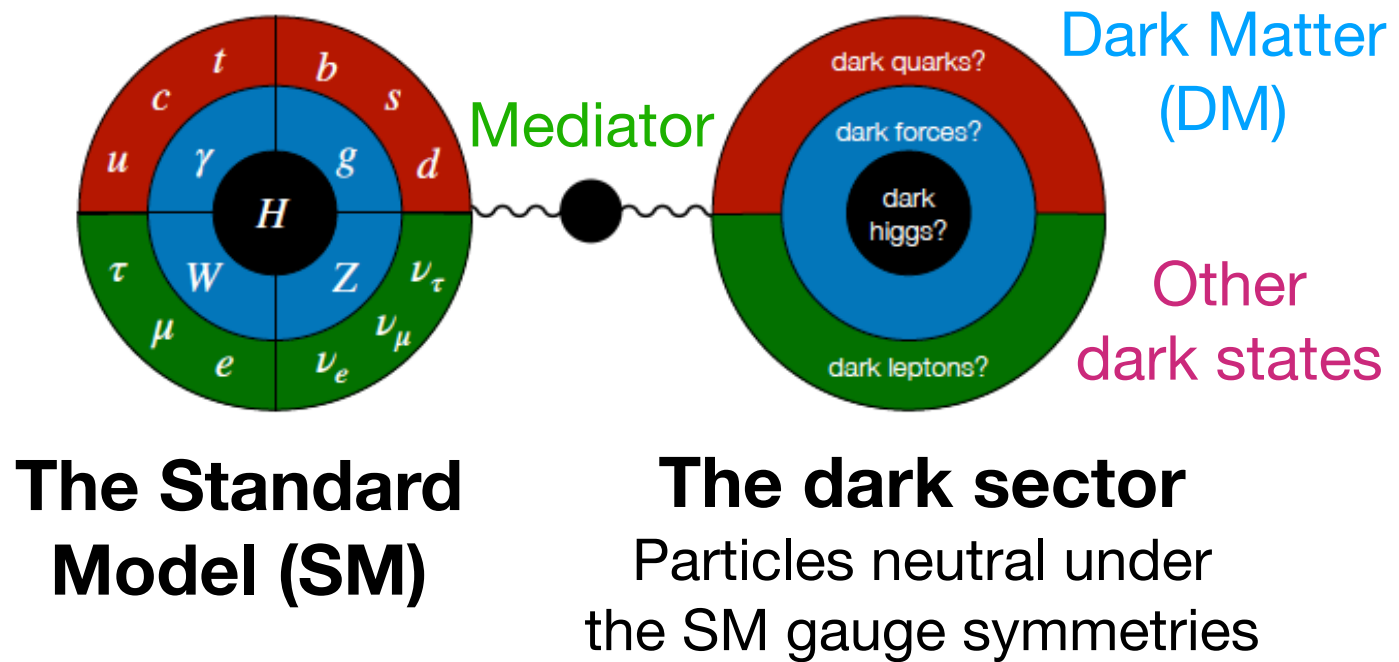 t
b
c
s
u
γ
g
d
H
τ
W
Z
ν_τ
μ
ν_μ
e
ν_e
Mediator
dark quarks?
dark forces?
dark
higgs?
dark leptons?
Dark Matter
(DM)
Other
dark states
The Standard
Model (SM)
The dark sector
Particles neutral under
the SM gauge symmetries